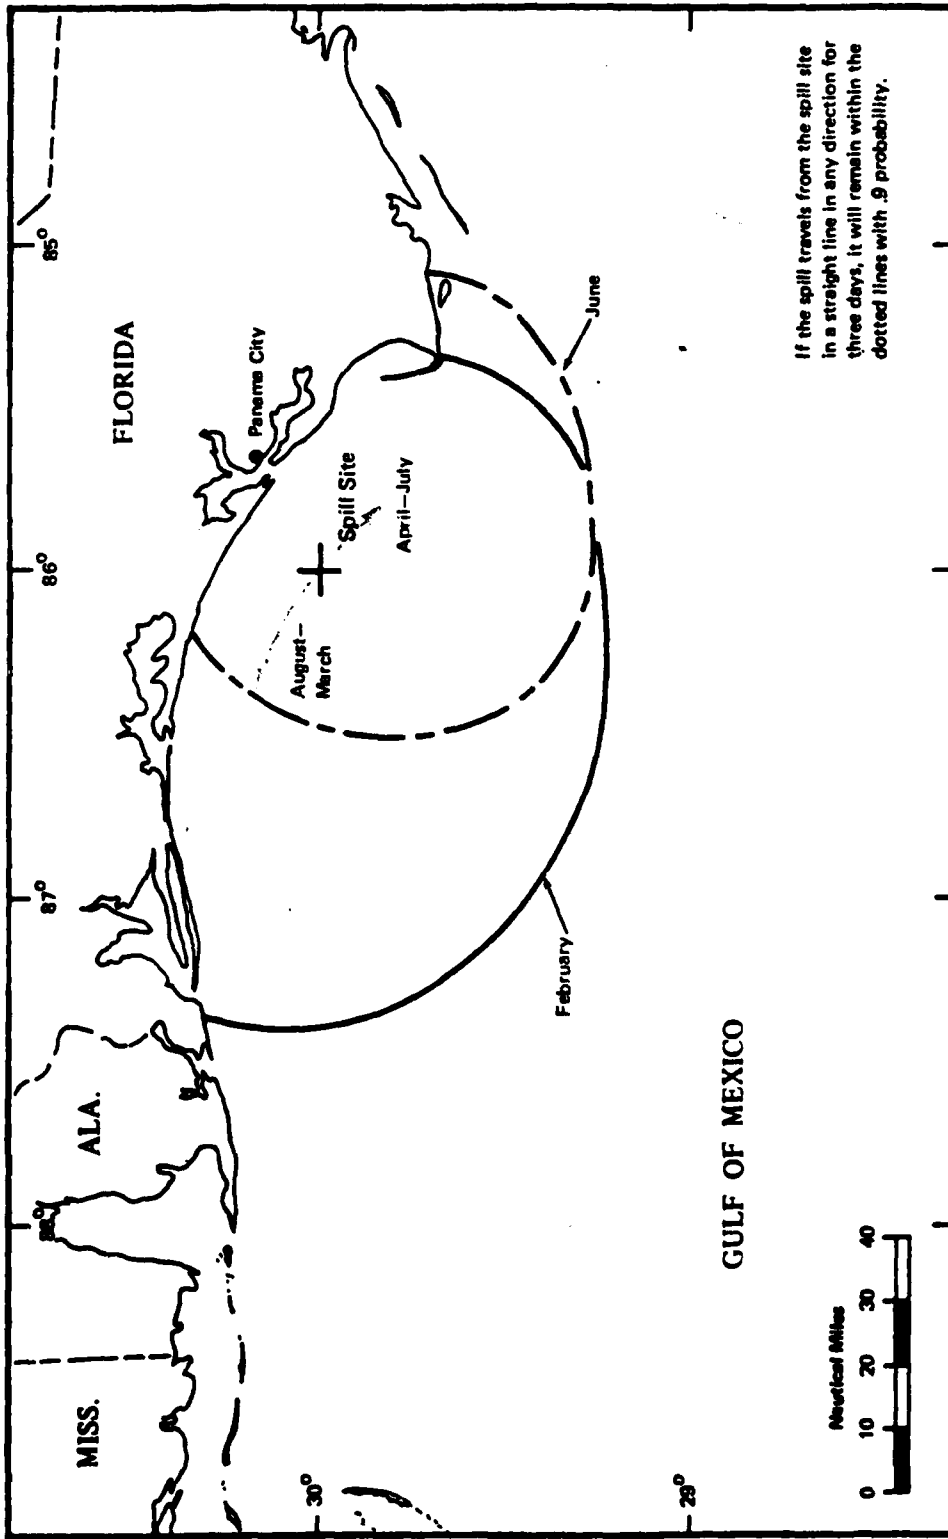 88°
87°
86°
85°
MISS.
ALA.
FLORIDA
Panama City
30°
August–
March
Spill Site
April–July
February
June
29°
GULF OF MEXICO
Nautical Miles
0 10 20 30 40
If the spill travels from the spill site
in a straight line in any direction for
three days, it will remain within the
dotted lines with .9 probability.